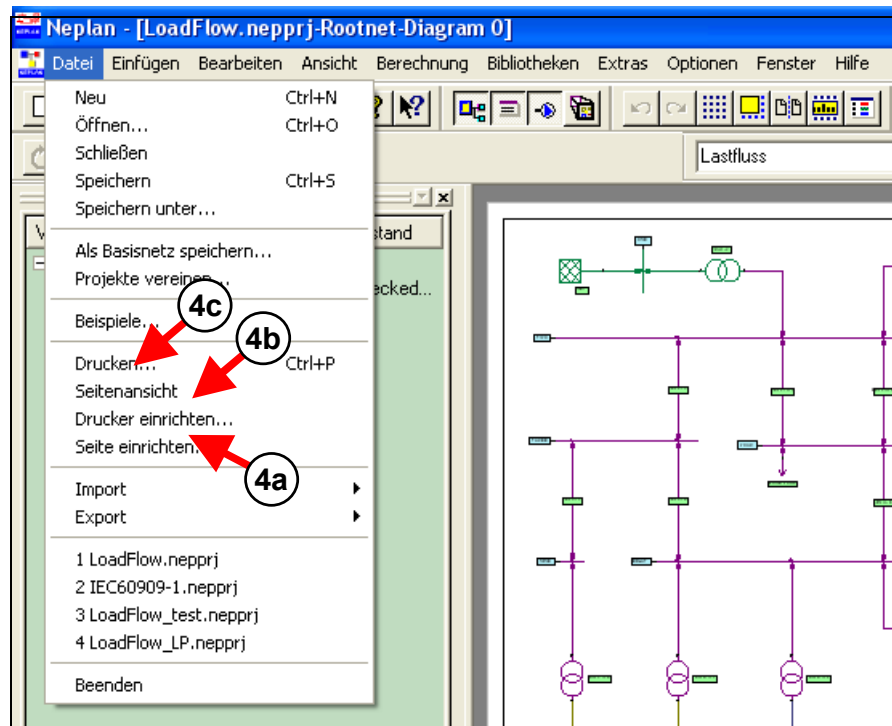 Neplan - [LoadFlow.nepprj-Rootnet-Diagram 0]
Datei Einfügen Bearbeiten Ansicht Berechnung Bibliotheken Extras Optionen Fenster Hilfe
Neu Ctrl+N
Öffnen... Ctrl+O
Schließen
Speichern Ctrl+S
Speichern unter...
Als Basisnetz speichern...
Projekte vereinen...
Beispiele...
Drucken... Ctrl+P
Seitenansicht
Drucker einrichten...
Seite einrichten
Import
Export
1 LoadFlow.nepprj
2 IEC60909-1.nepprj
3 LoadFlow_test.nepprj
4 LoadFlow_LP.nepprj
Beenden
4c
4b
4a
Lastfluss
stand
ecked...